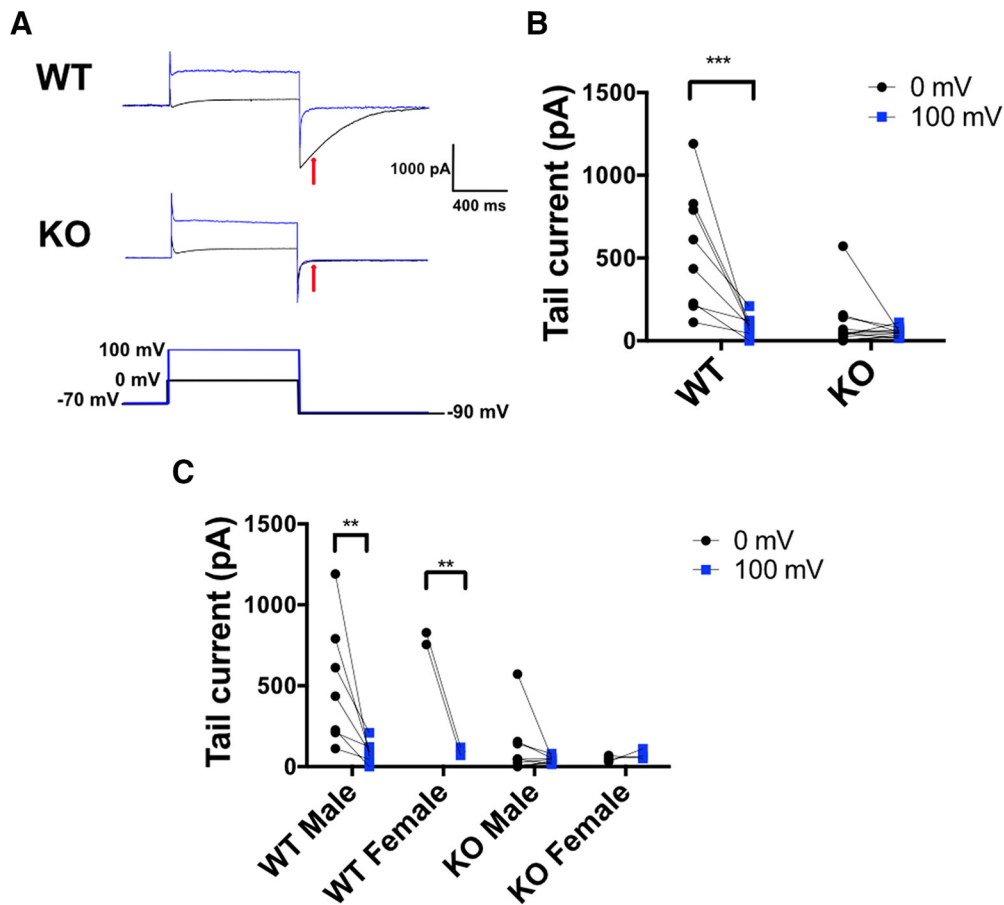 A
WT
1000 pA
400 ms
KO
100 mV
0 mV
-70 mV
-90 mV
B
***
0 mV
100 mV
Tail current (pA)
1500
1000
500
0
WT
KO
C
**
**
0 mV
100 mV
Tail current (pA)
1500
1000
500
0
WT Male
WT Female
KO Male
KO Female